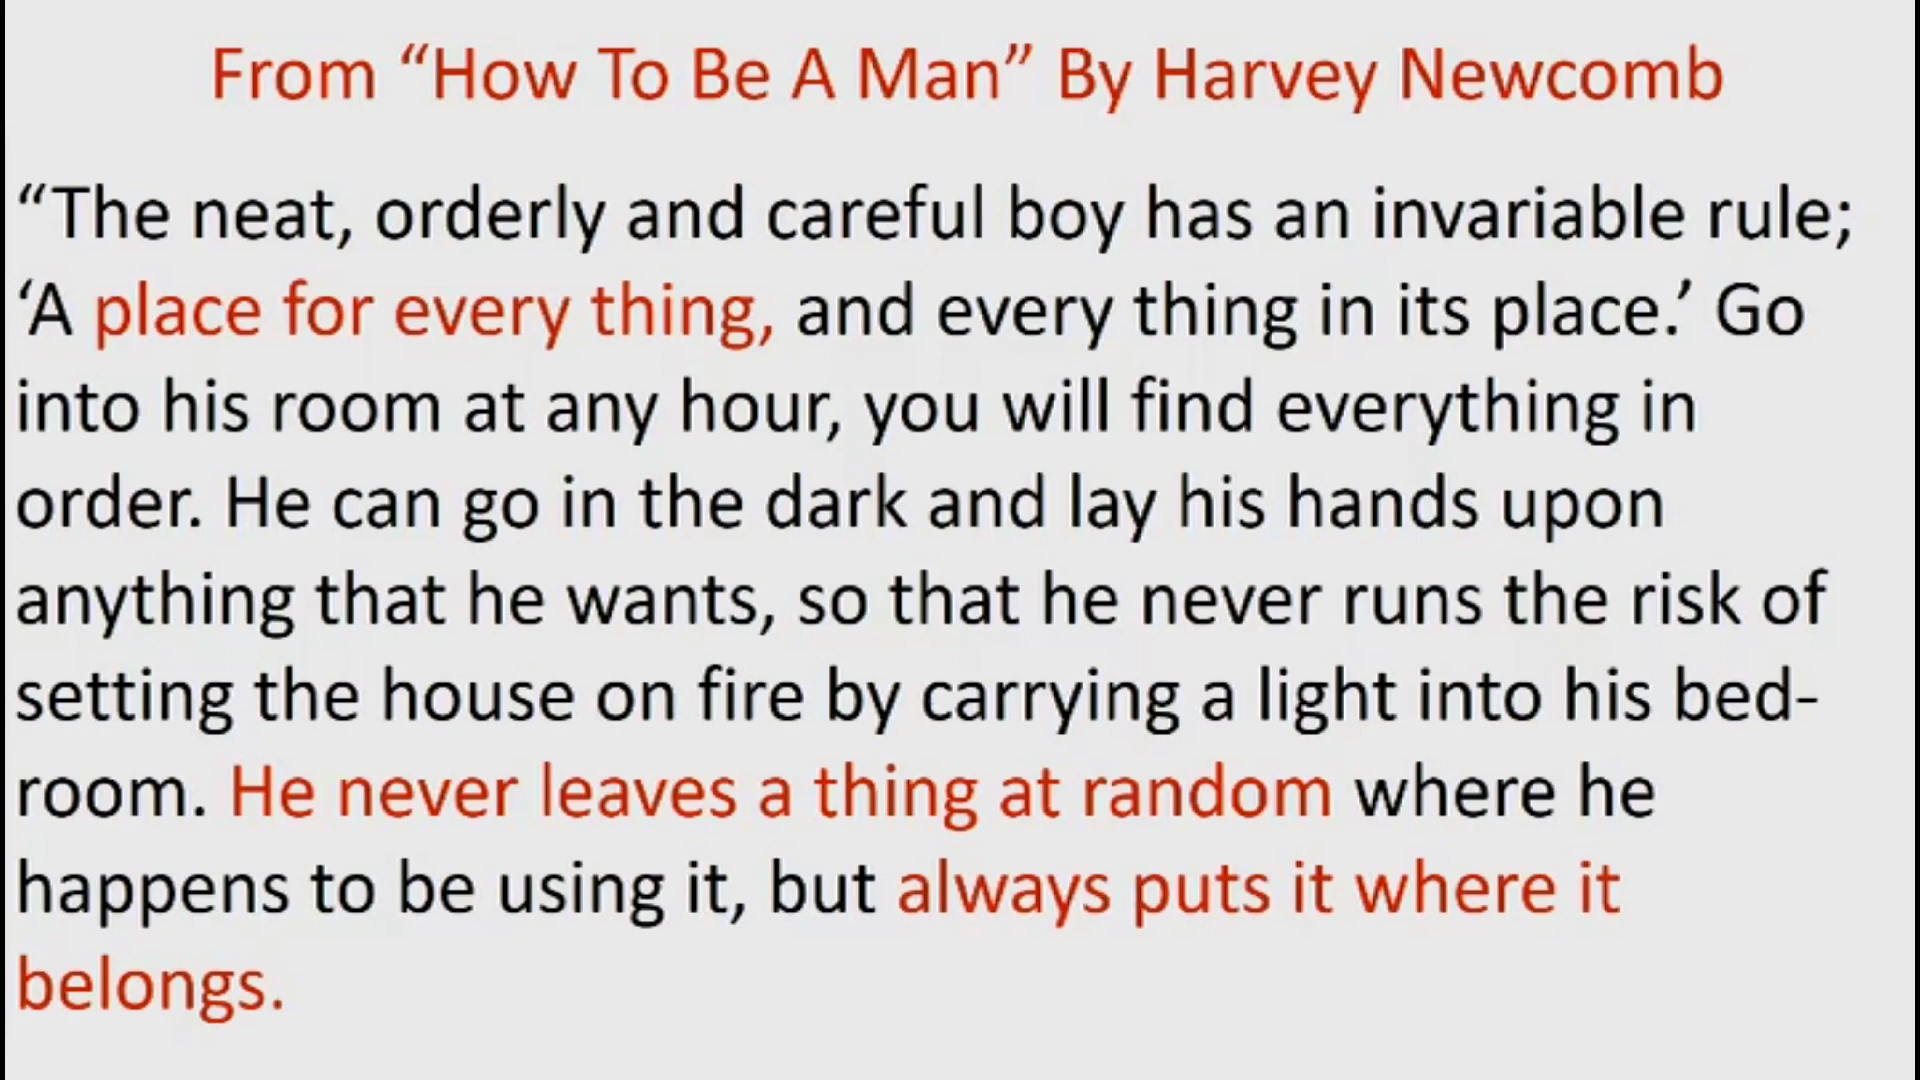 From “How To Be A Man” By Harvey Newcomb
“The neat, orderly and careful boy has an invariable rule;
‘A place for every thing, and every thing in its place.’ Go
into his room at any hour, you will find everything in
order. He can go in the dark and lay his hands upon
anything that he wants, so that he never runs the risk of
setting the house on fire by carrying a light into his bed-
room. He never leaves a thing at random where he
happens to be using it, but always puts it where it
belongs.